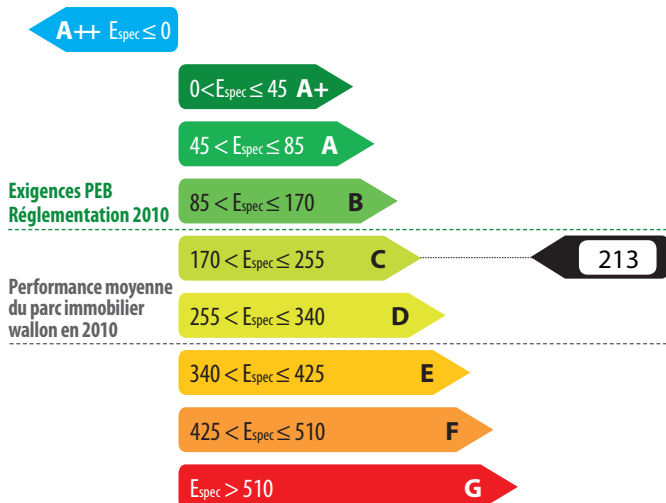 A++ Espec ≤ 0
0<Espec ≤ 45 A+
45 < Espec ≤ 85 A
Exigences PEB
Réglementation 2010
85 < Espec ≤ 170 B
170 < Espec ≤ 255 C
213
Performance moyenne
du parc immobilier
wallon en 2010
255 < Espec ≤ 340 D
340 < Espec ≤ 425 E
425 < Espec ≤ 510 F
Espec > 510 G